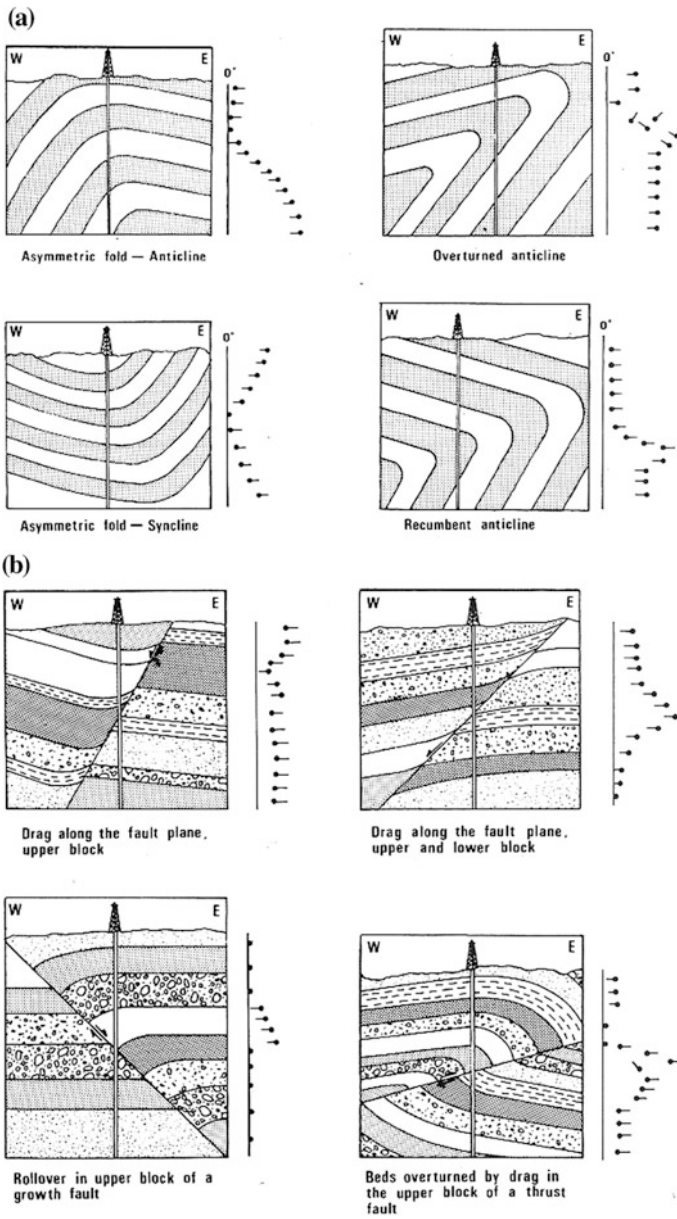 (a)
W E
0°
Asymmetric fold — Anticline
W E
0°
Overturned anticline
W E
0°
Asymmetric fold — Syncline
W E
0°
Recumbent anticline
(b)
W E
Drag along the fault plane,
upper block
W E
Drag along the fault plane,
upper and lower block
W E
Rollover in upper block of a
growth fault
W E
Beds overturned by drag in
the upper block of a thrust
fault